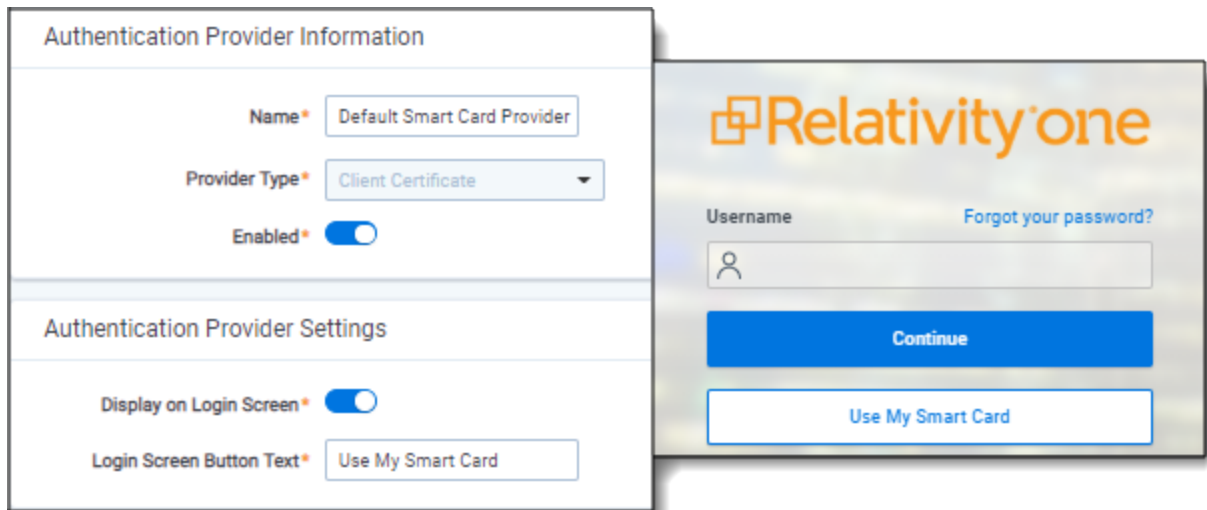 Authentication Provider Information
Name* Default Smart Card Provider
Provider Type* Client Certificate
Enabled*
Authentication Provider Settings
Display on Login Screen*
Login Screen Button Text* Use My Smart Card
Relativity one
Username Forgot your password?
Continue
Use My Smart Card